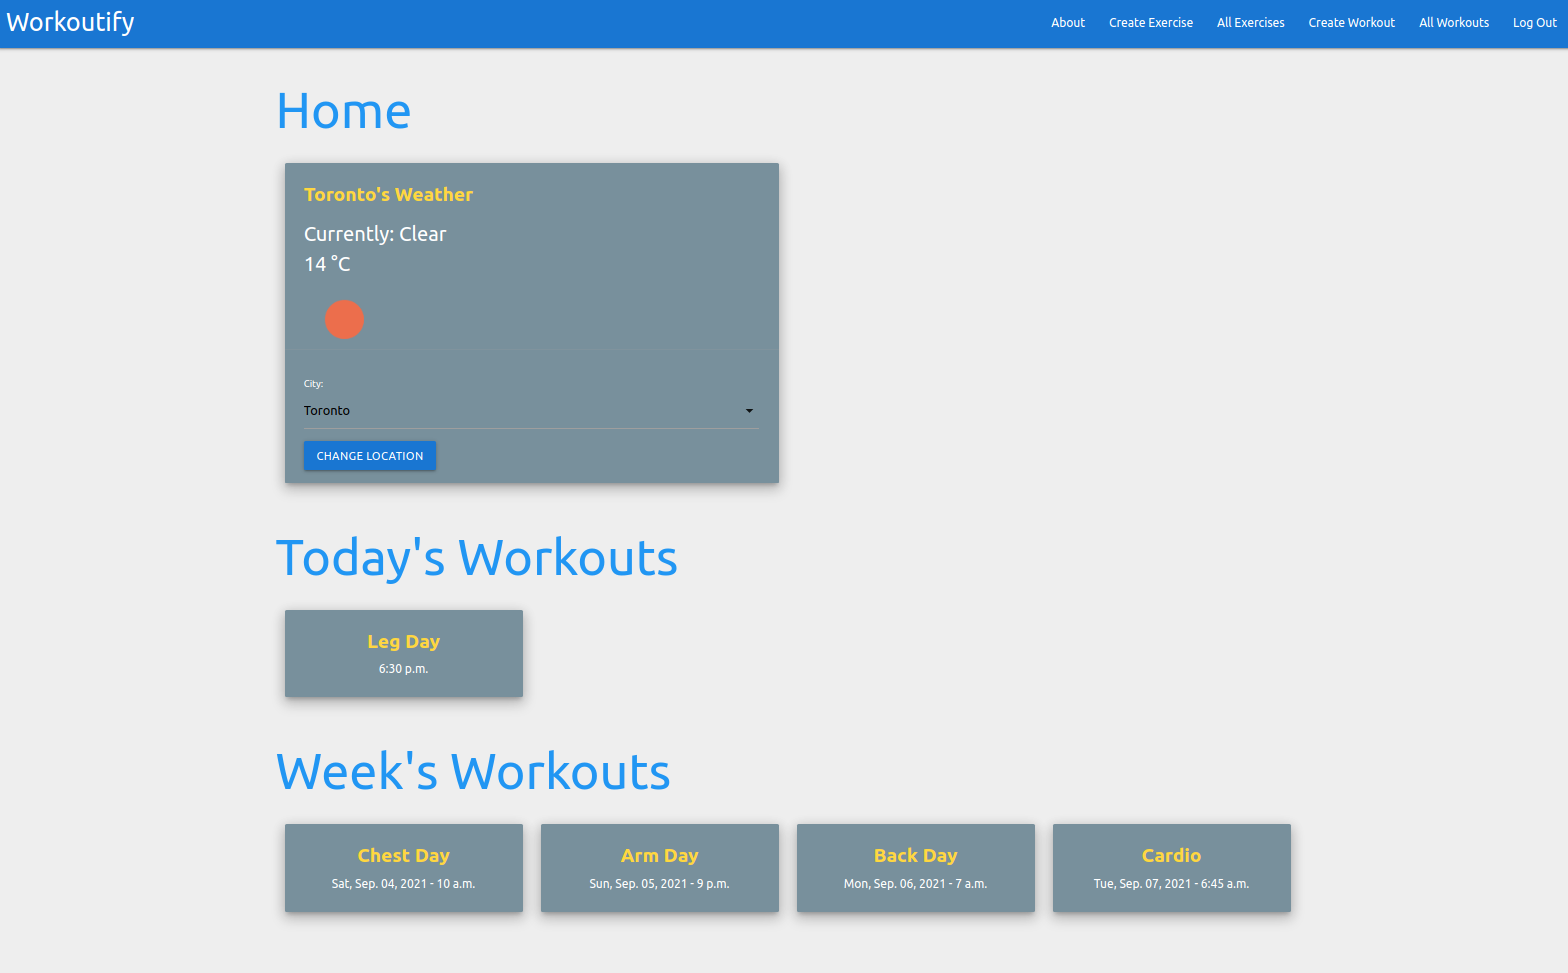 Workoutify
About
Create Exercise
All Exercises
Create Workout
All Workouts
Log Out
Home
Toronto's Weather
Currently: Clear
14 °C
City:
Toronto
CHANGE LOCATION
Today's Workouts
Leg Day
6:30 p.m.
Week's Workouts
Chest Day
Sat, Sep. 04, 2021 - 10 a.m.
Arm Day
Sun, Sep. 05, 2021 - 9 p.m.
Back Day
Mon, Sep. 06, 2021 - 7 a.m.
Cardio
Tue, Sep. 07, 2021 - 6:45 a.m.